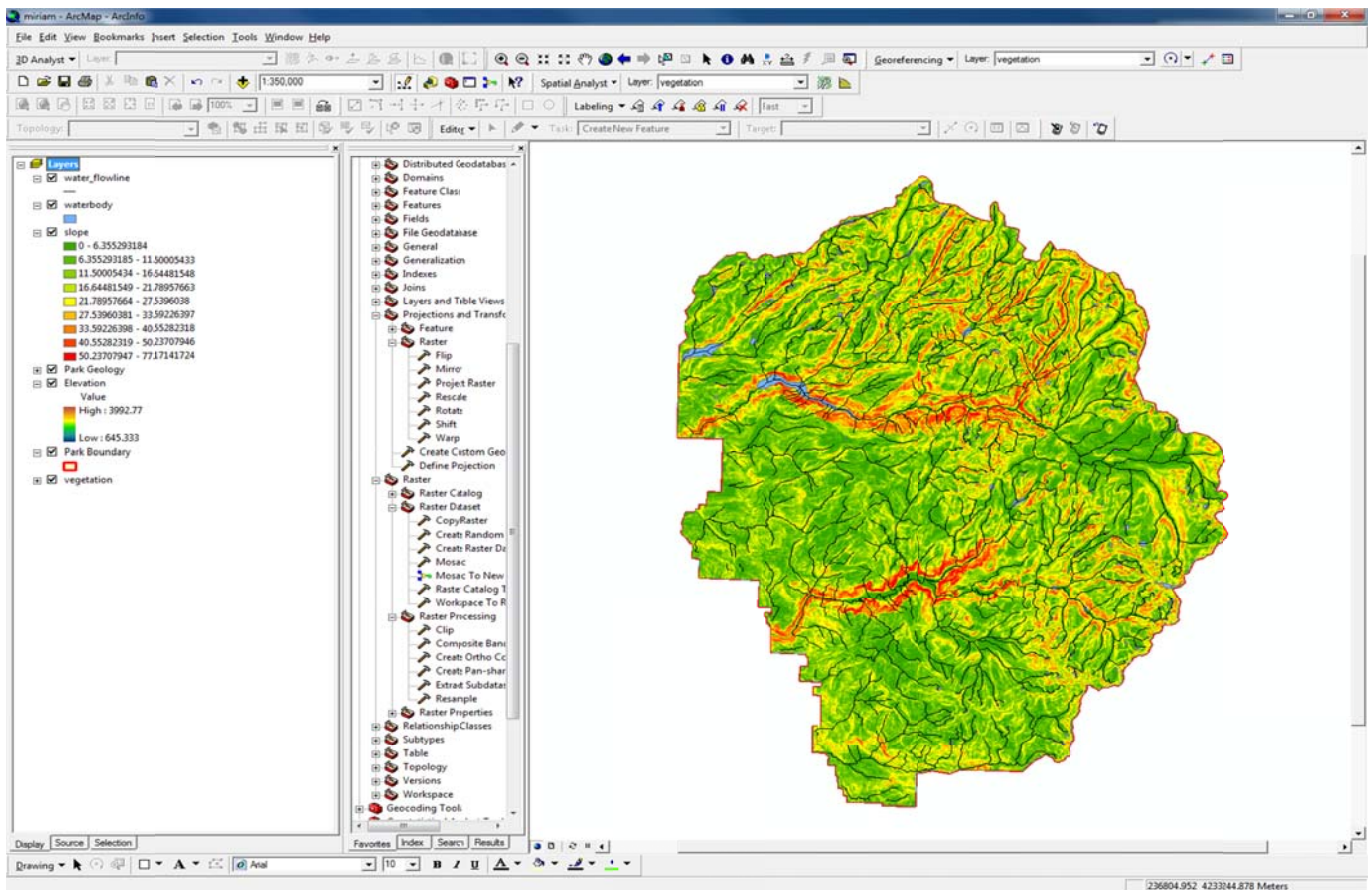 miriam - ArcMap - ArcInfo
File Edit View Bookmarks Insert Selection Tools Window Help
3D Analyst Layer: Georeferencing Layer: vegetation
1:350,000 Spatial Analyst Layer: vegetation
100% Labeling fast
Topology: Editor Task: CreateNew Feature Target:
Layers
water_flowline
waterbody
slope
0 - 6.355293184
6.355293185 - 11.50005433
11.50005434 - 16.64481548
16.64481549 - 21.78957663
21.78957664 - 27.5396038
27.53960381 - 33.59226397
33.59226398 - 40.55282318
40.55282319 - 50.23707946
50.23707947 - 77.17141724
Park Geology
Elevation
Value
High : 3992.77
Low : 645.333
Park Boundary
vegetation
Display Source Selection
Distributed Geodatabas
Domains
Feature Class
Features
Fields
File Geodatabase
General
Generalization
Indexes
Joins
Layers and Table Views
Projections and Transfo
Feature
Raster
Flip
Mirror
Project Raster
Rescale
Rotate
Shift
Warp
Create Custom Geo
Define Projection
Raster
Raster Catalog
Raster Dataset
CopyRaster
Create Random
Create Raster Da
Mosaic
Mosaic To New
Raster Catalog T
Workspace To R
Raster Processing
Clip
Composite Ban
Create Ortho Co
Create Pan-shar
Extract Subdatas
Resample
Raster Properties
RelationshipClasses
Subtypes
Table
Topology
Versions
Workspace
Geocoding Tools
Favorites Index Search Results
Drawing A Arial 10 B I U A
236804.952 4233244.878 Meters